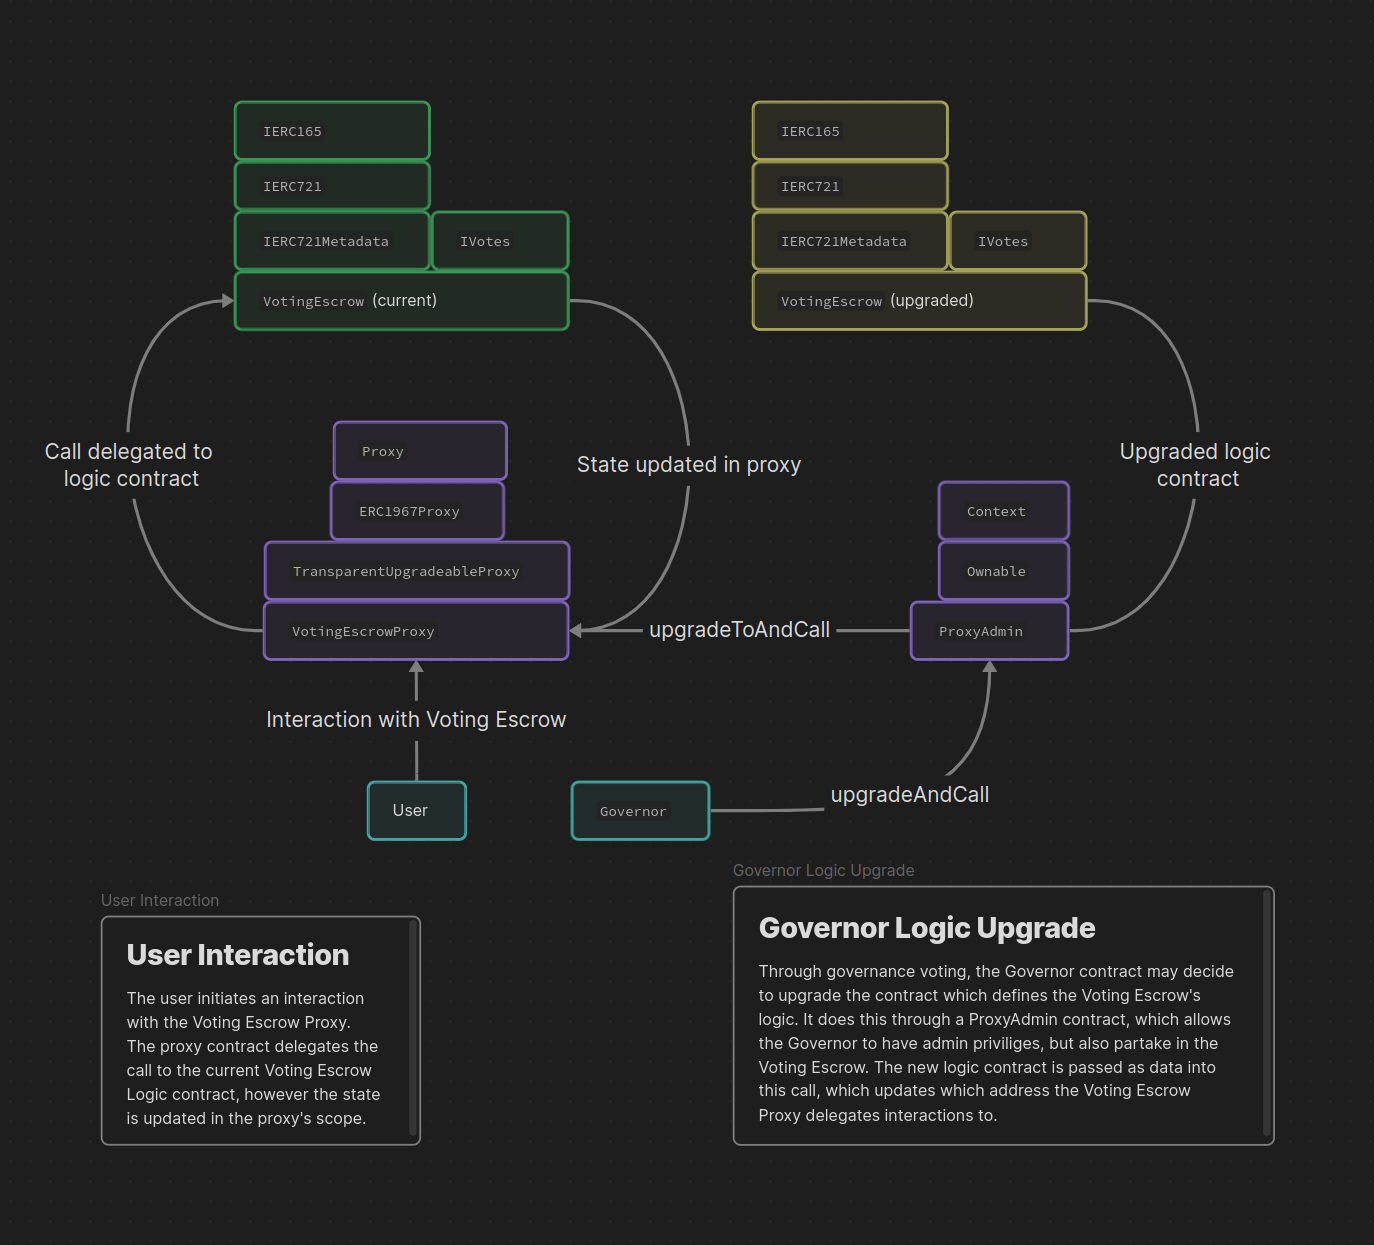 IERC165
IERC721
IERC721Metadata
IVotes
VotingEscrow (current)
IERC165
IERC721
IERC721Metadata
IVotes
VotingEscrow (upgraded)
Call delegated to
logic contract
Proxy
ERC1967Proxy
TransparentUpgradeableProxy
VotingEscrowProxy
State updated in proxy
upgradeToAndCall
Context
Ownable
ProxyAdmin
Upgraded logic
contract
Interaction with Voting Escrow
User
Governor
upgradeAndCall
User Interaction
User Interaction
The user initiates an interaction
with the Voting Escrow Proxy.
The proxy contract delegates the
call to the current Voting Escrow
Logic contract, however the state
is updated in the proxy's scope.
Governor Logic Upgrade
Governor Logic Upgrade
Through governance voting, the Governor contract may decide
to upgrade the contract which defines the Voting Escrow's
logic. It does this through a ProxyAdmin contract, which allows
the Governor to have admin priviliges, but also partake in the
Voting Escrow. The new logic contract is passed as data into
this call, which updates which address the Voting Escrow
Proxy delegates interactions to.